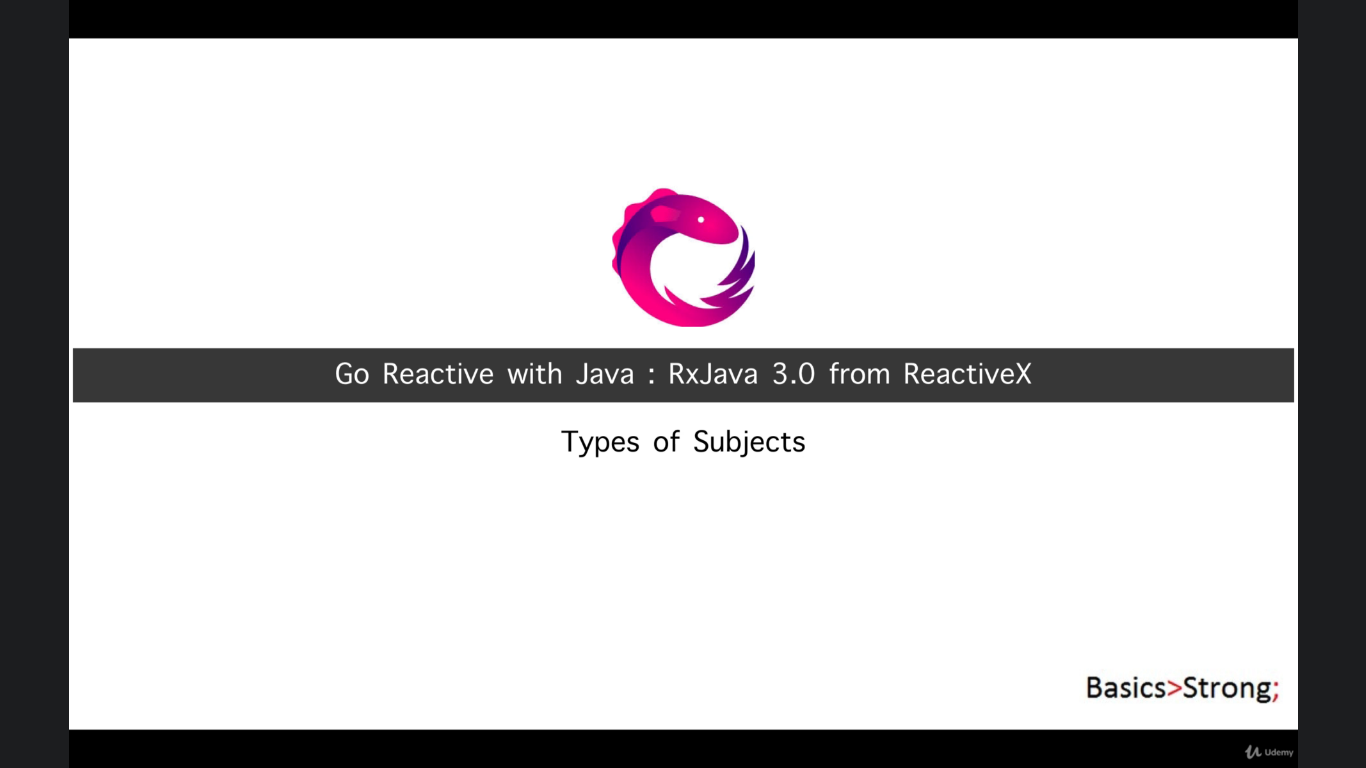 Go Reactive with Java : RxJava 3.0 from ReactiveX
Types of Subjects
Basics>Strong;
Udemy